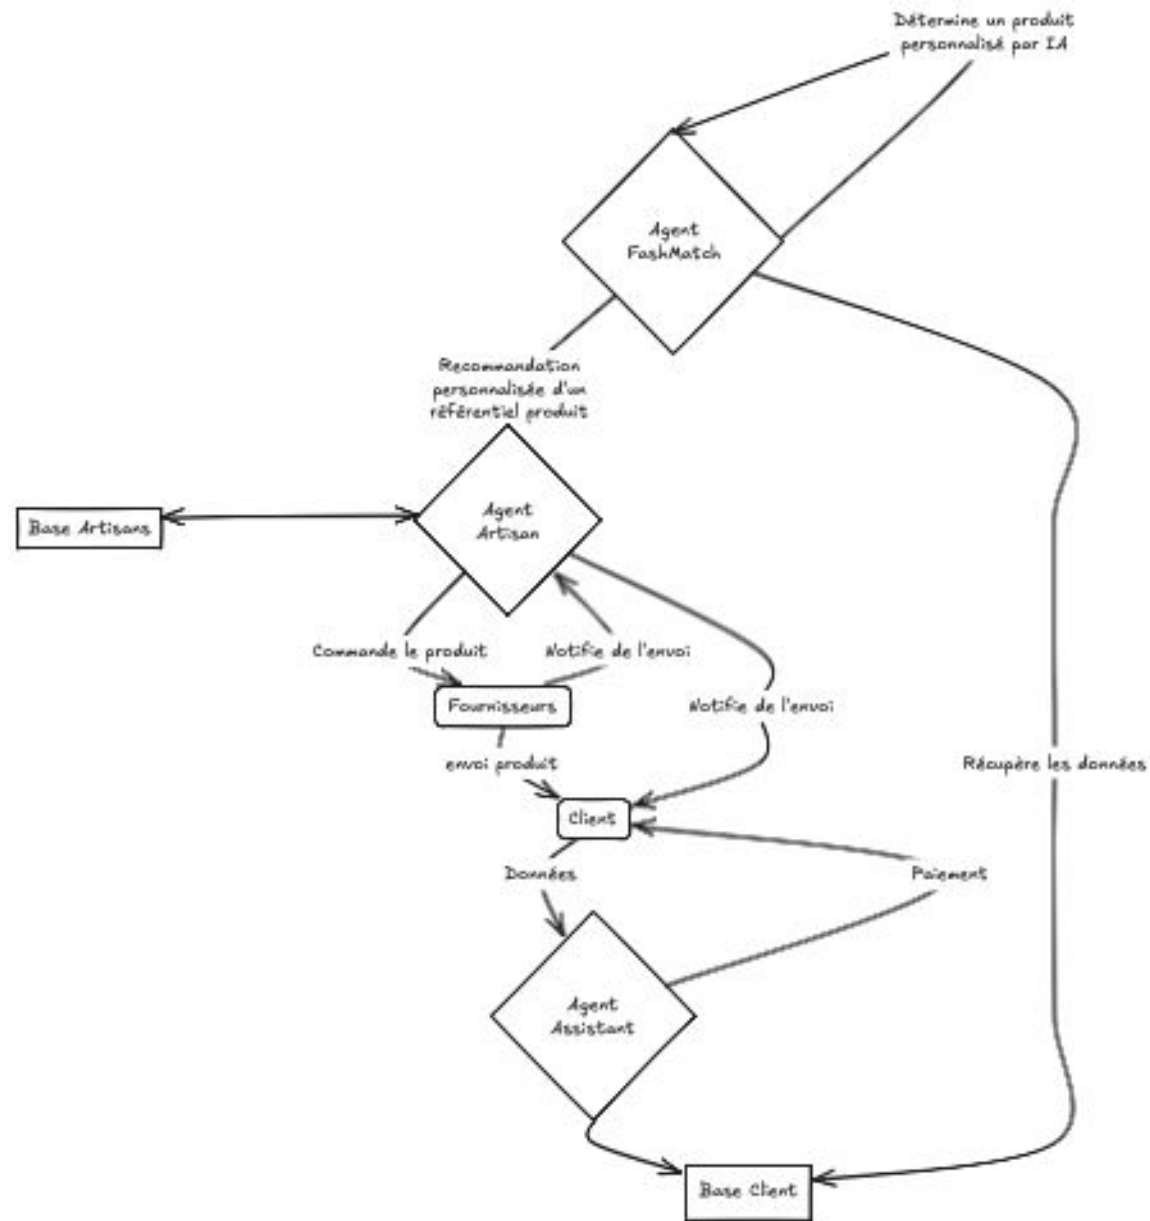 Détermine un produit
personnalisé par IA
Agent
FashMatch
Recommandation
personnalisée d'un
référentiel produit
Base Artisans
Agent
Artisan
Commande le produit
Notifie de l'envoi
Fournisseurs
Notifie de l'envoi
envoi produit
Récupère les données
Client
Données
Paiement
Agent
Assistant
Base Client